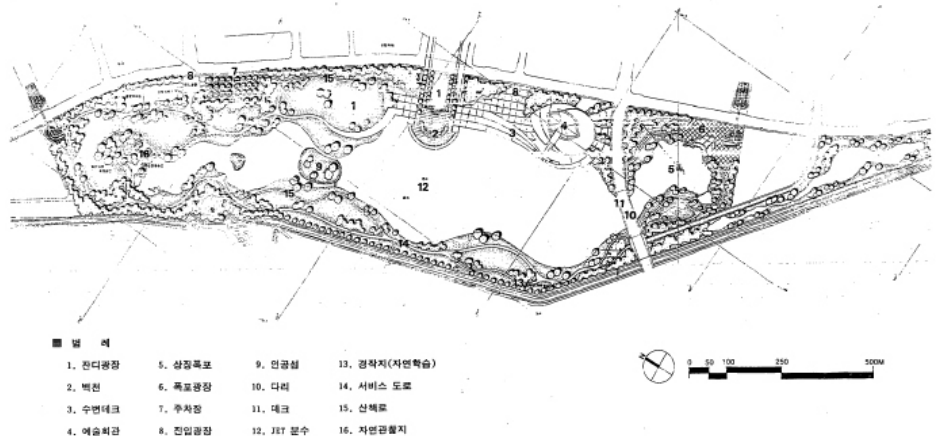 8 7 15 1 1 8
2 3 4 6
16 9 5
12
15 11 10
14
13
범 례
1. 잔디광장 5. 상징폭포 9. 인공섬 13. 경작지(자연학습)
2. 벽천 6. 폭포광장 10. 다리 14. 서비스 도로
3. 수변데크 7. 주차장 11. 데크 15. 산책로
4. 예술회관 8. 진입광장 12. JET 분수 16. 자연관찰지
N 0 50 100 250 500M